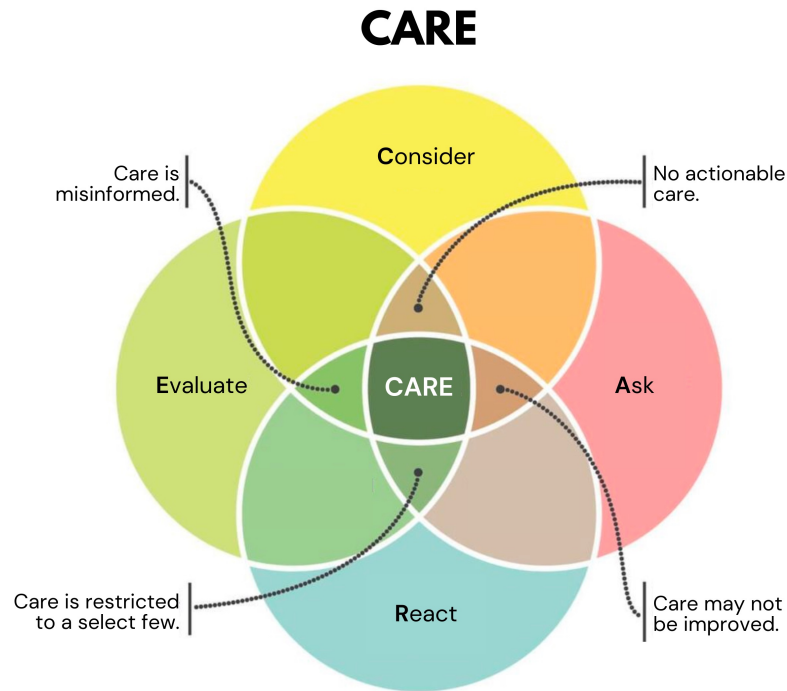 CARE
Consider
Care is
misinformed.
No actionable
care.
Evaluate
CARE
Ask
Care is restricted
to a select few.
React
Care may not
be improved.